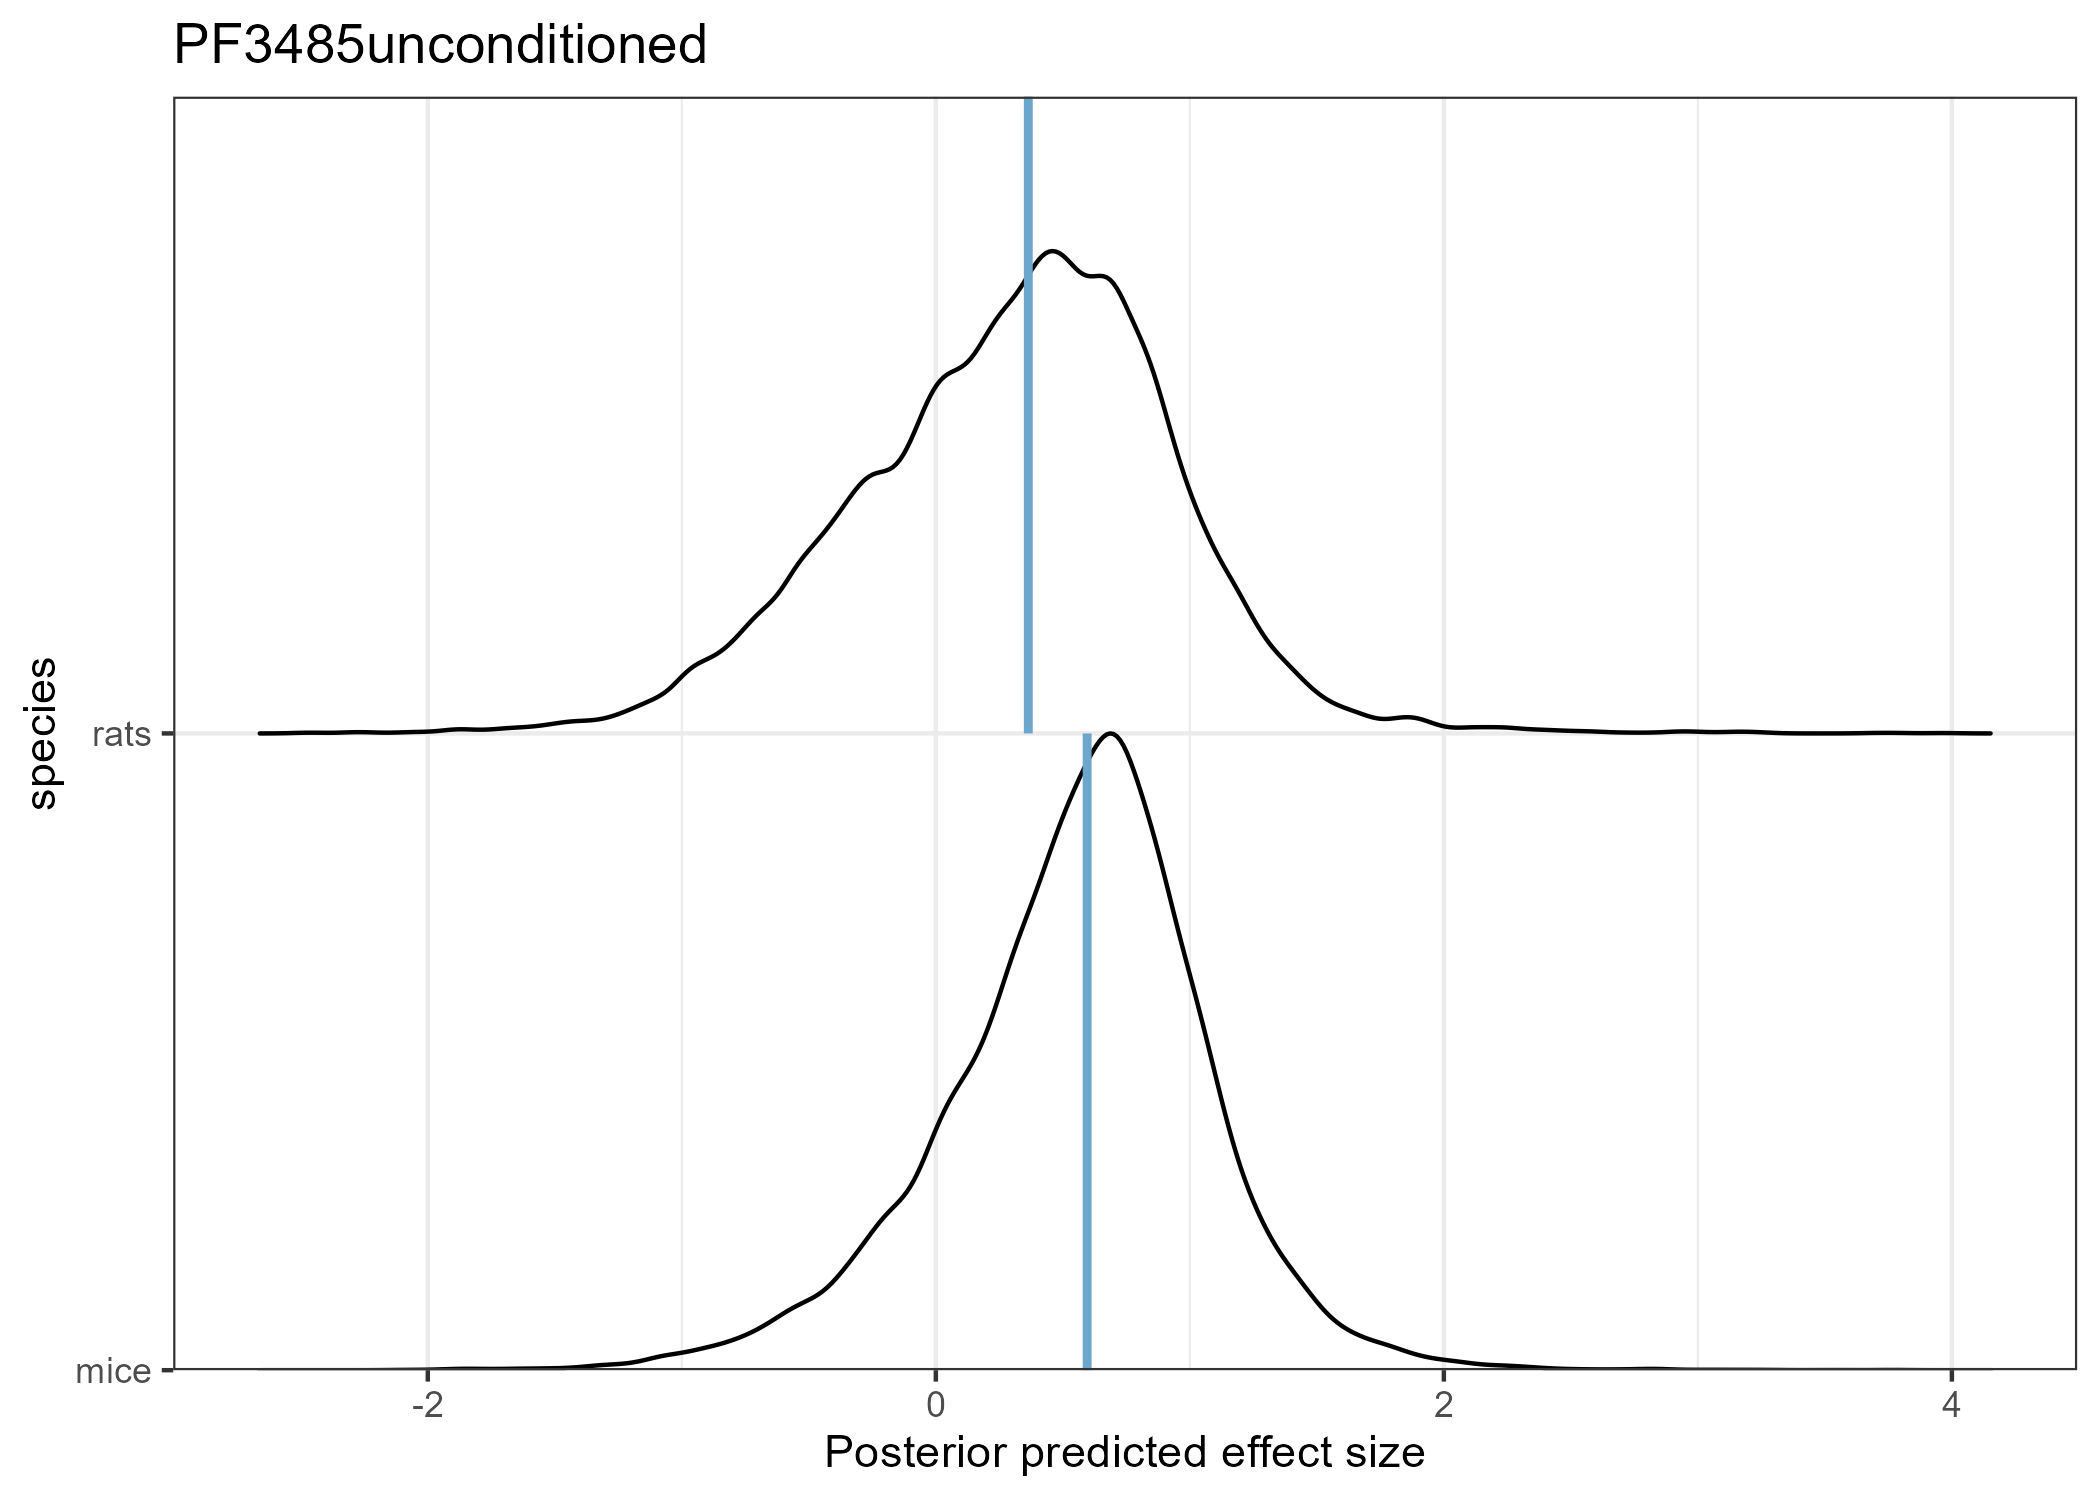 PF3485unconditioned
species
rats
mice
-2 0 2 4
Posterior predicted effect size